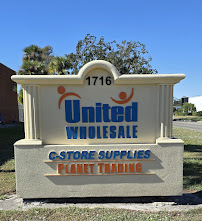 1716
United
WHOLESALE
C-STORE SUPPLIES
PLANET TRADING